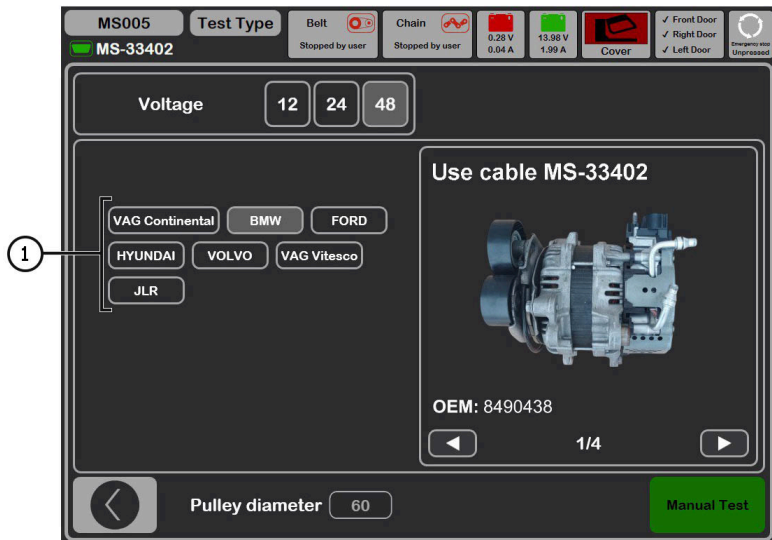 MS005
Test Type
Belt
Stopped by user
Chain
Stopped by user
0.28 V
0.04 A
13.98 V
1.99 A
Cover
✓ Front Door
✓ Right Door
✓ Left Door
Emergency stop
Unpressed
MS-33402
Voltage
12 24 48
Use cable MS-33402
1
VAG Continental BMW FORD
HYUNDAI VOLVO VAG Vitesco
JLR
OEM: 8490438
1/4
Pulley diameter 60
Manual Test